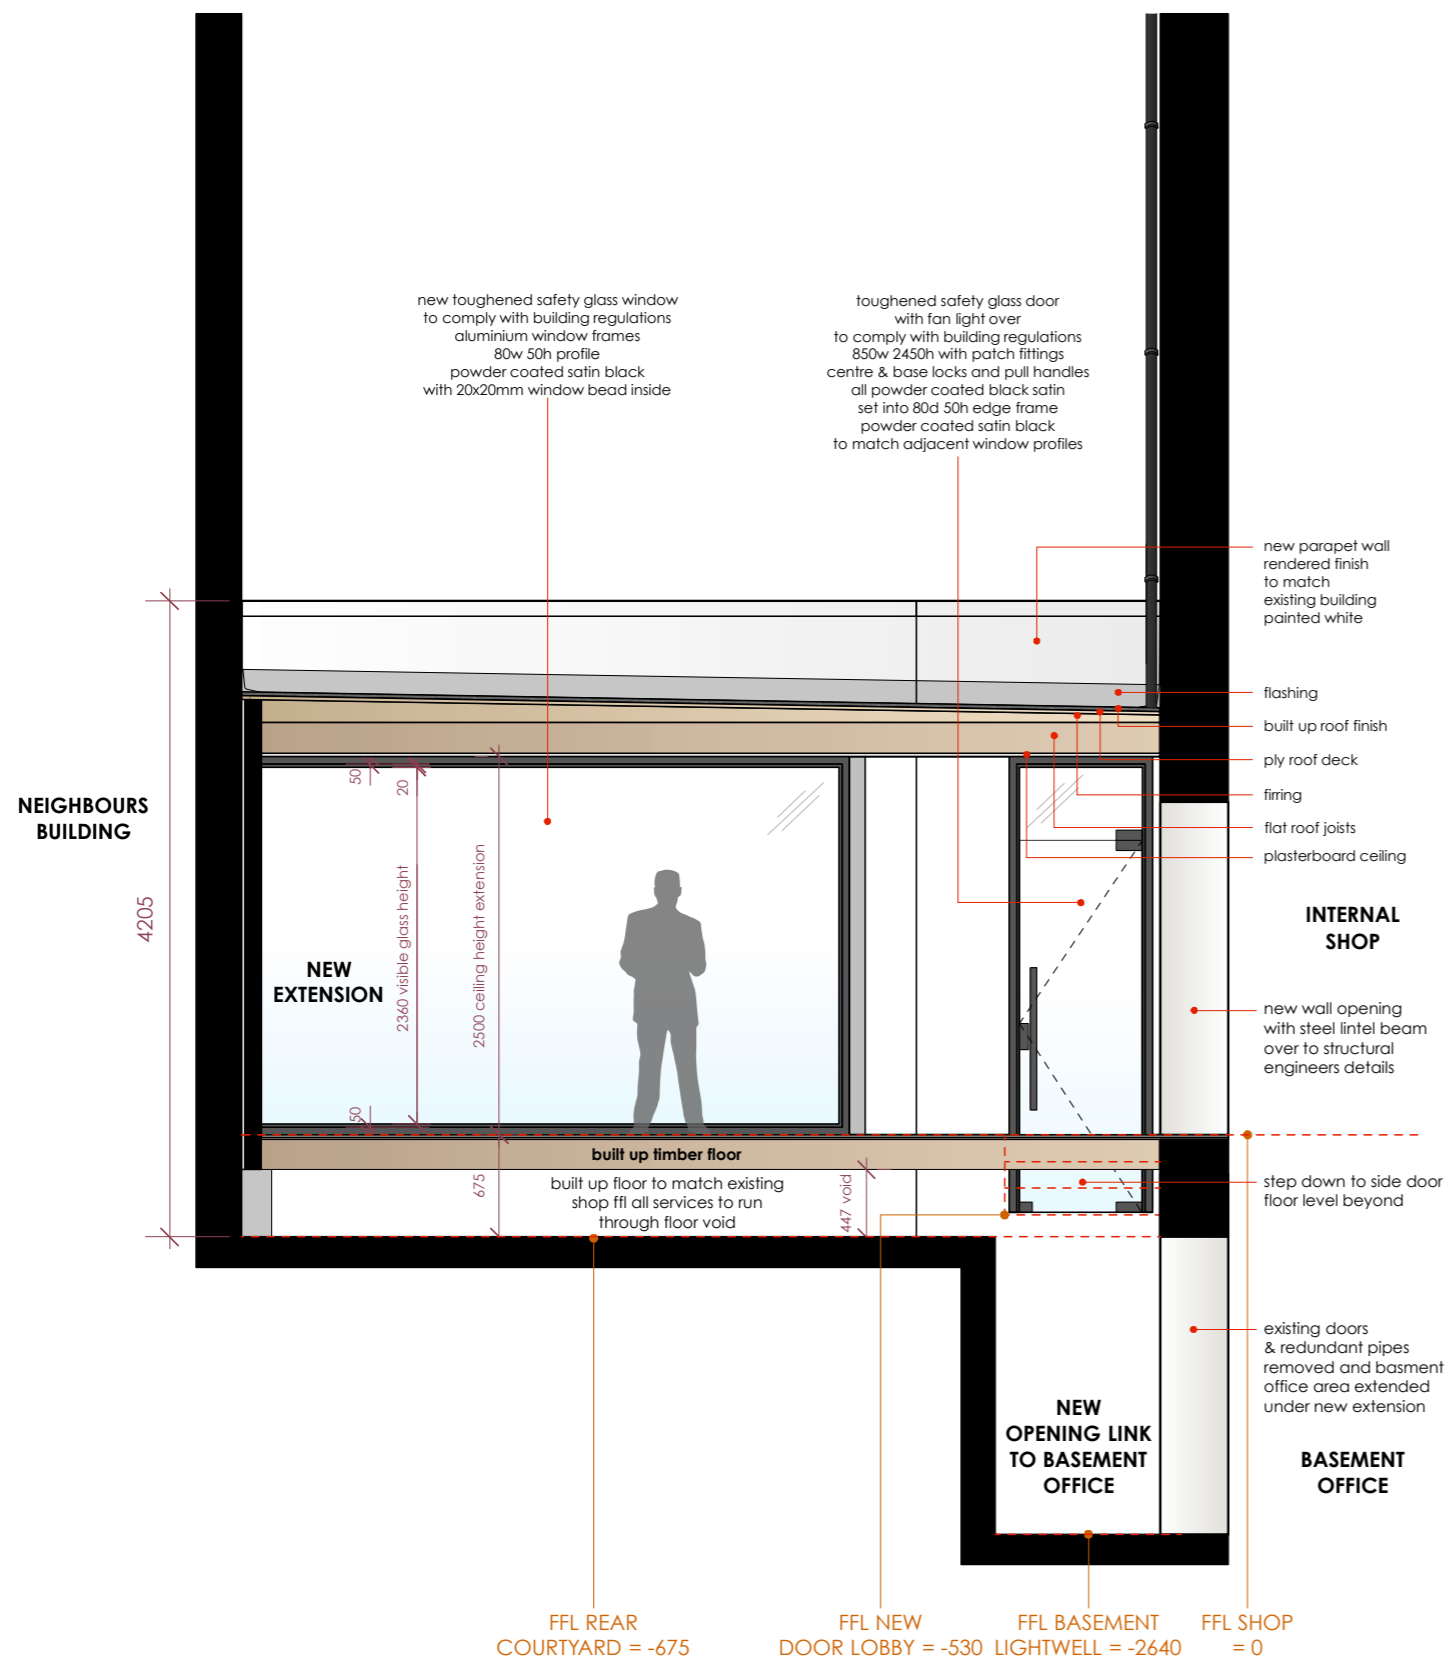 new toughened safety glass window
to comply with building regulations
aluminium window frames
80w 50h profile
powder coated satin black
with 20x20mm window bead inside
toughened safety glass door
with fan light over
to comply with building regulations
850w 2450h with patch fittings
centre & base locks and pull handles
all powder coated black satin
set into 80d 50h edge frame
powder coated satin black
to match adjacent window profiles
new parapet wall
rendered finish
to match
existing building
painted white
flashing
built up roof finish
ply roof deck
firring
flat roof joists
plasterboard ceiling
NEIGHBOURS
BUILDING
4205
50
20
2360 visible glass height
2500 ceiling height extension
50
NEW
EXTENSION
INTERNAL
SHOP
new wall opening
with steel lintel beam
over to structural
engineers details
built up timber floor
675
built up floor to match existing
shop ffl all services to run
through floor void
447 void
step down to side door
floor level beyond
existing doors
& redundant pipes
removed and basment
office area extended
under new extension
NEW
OPENING LINK
TO BASEMENT
OFFICE
BASEMENT
OFFICE
FFL REAR
COURTYARD = -675
FFL NEW
DOOR LOBBY = -530
FFL BASEMENT
LIGHTWELL = -2640
FFL SHOP
= 0